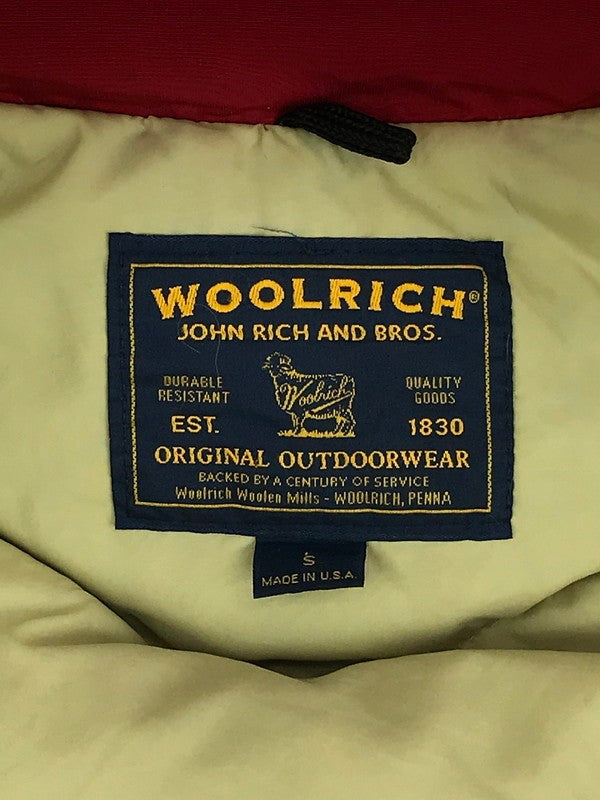 WOOLRICH®
JOHN RICH AND BROS.
DURABLE RESISTANT
Woolrich
QUALITY GOODS
EST. 1830
ORIGINAL OUTDOORWEAR
BACKED BY A CENTURY OF SERVICE
Woolrich Woolen Mills - WOOLRICH, PENNA
S
MADE IN U.S.A.